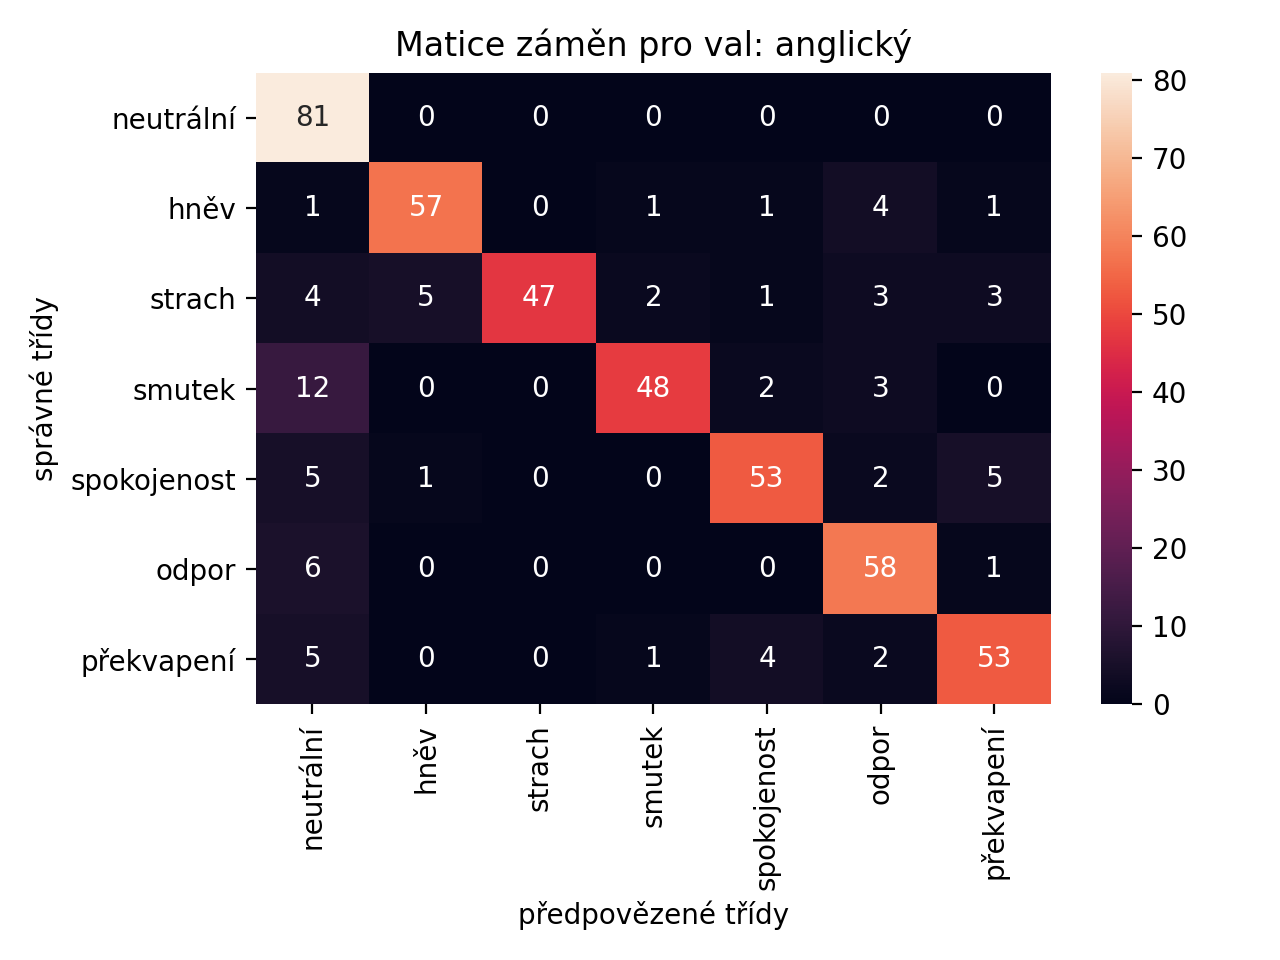 Matice záměn pro val: anglický
správné třídy
neutrální 81 0 0 0 0 0 0
hněv 1 57 0 1 1 4 1
strach 4 5 47 2 1 3 3
smutek 12 0 0 48 2 3 0
spokojenost 5 1 0 0 53 2 5
odpor 6 0 0 0 0 58 1
překvapení 5 0 0 1 4 2 53
neutrální hněv strach smutek spokojenost odpor překvapení
předpovězené třídy
80
70
60
50
40
30
20
10
0